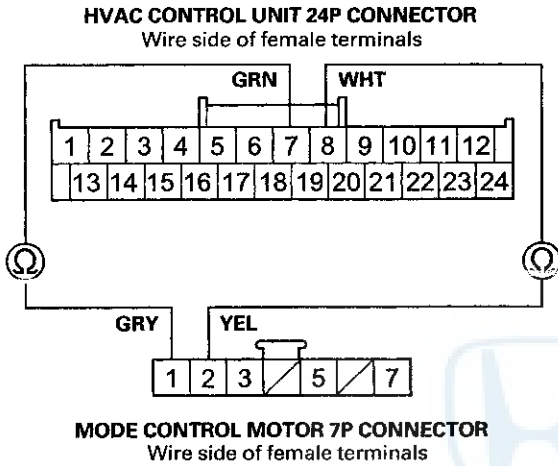 HVAC CONTROL UNIT 24P CONNECTOR
Wire side of female terminals
GRN WHT
1 2 3 4 5 6 7 8 9 10 11 12
13 14 15 16 17 18 19 20 21 22 23 24
Ω Ω
GRY YEL
1 2 3 5 7
MODE CONTROL MOTOR 7P CONNECTOR
Wire side of female terminals